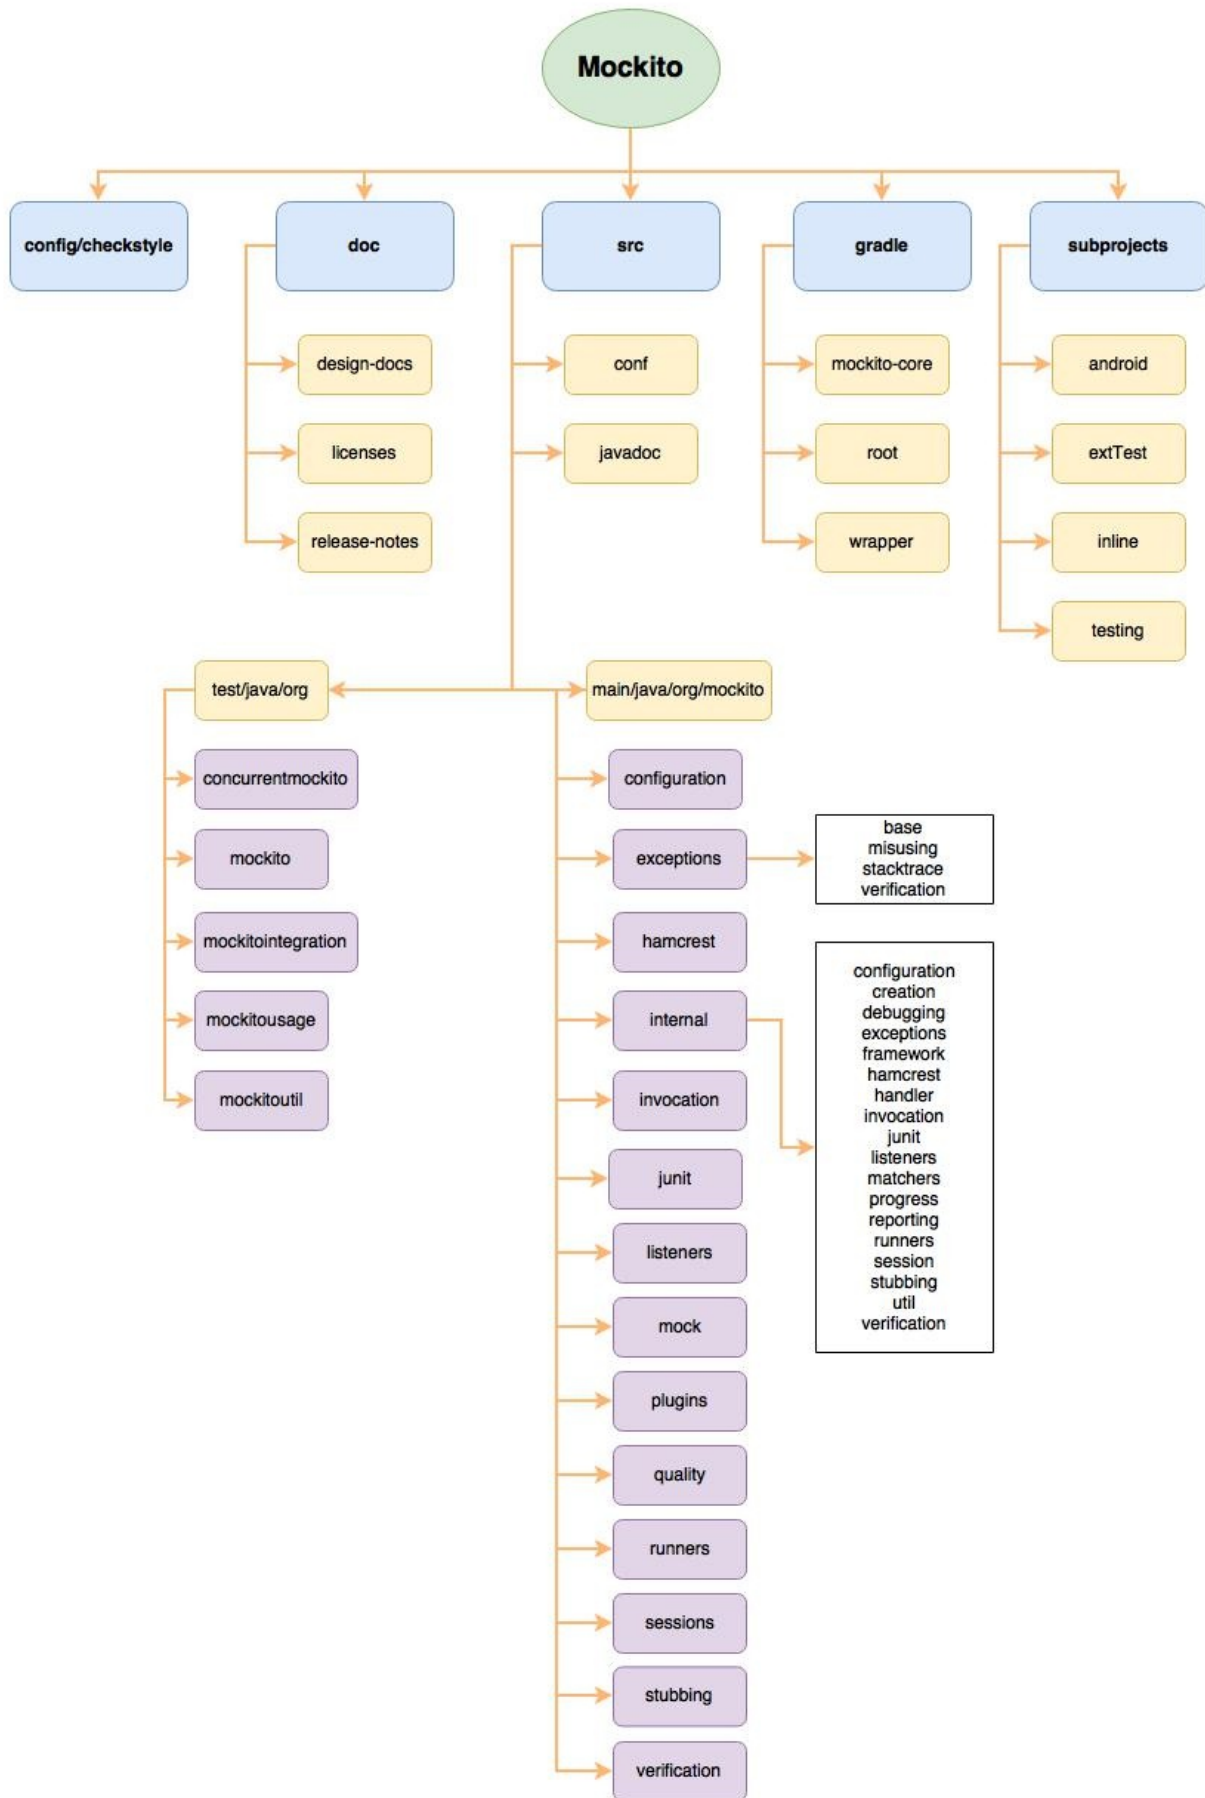 Mockito
config/checkstyle
doc
src
gradle
subprojects
design-docs
conf
mockito-core
android
licenses
javadoc
root
extTest
release-notes
wrapper
inline
testing
test/java/org
main/java/org/mockito
concurrentmockito
mockito
mockitointegration
mockitousage
mockitoutil
configuration
exceptions
base
misusing
stacktrace
verification
hamcrest
internal
configuration
creation
debugging
exceptions
framework
hamcrest
handler
invocation
junit
listeners
matchers
progress
reporting
runners
session
stubbing
util
verification
invocation
junit
listeners
mock
plugins
quality
runners
sessions
stubbing
verification